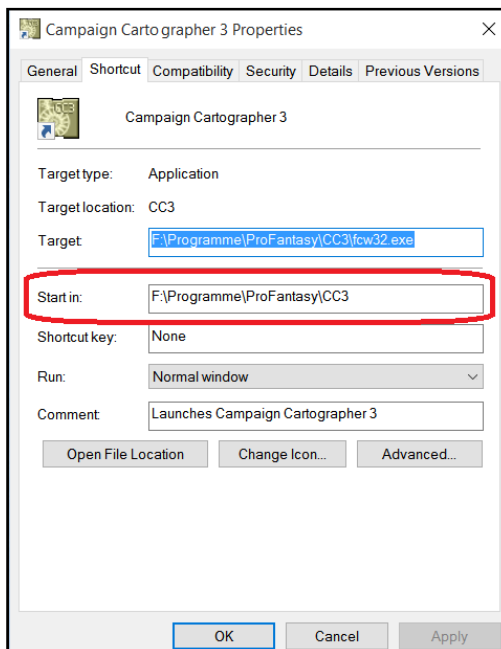 Campaign Cartographer 3 Properties
General Shortcut Compatibility Security Details Previous Versions
Campaign Cartographer 3
Target type: Application
Target location: CC3
Target: F:\Programme\ProFantasy\CC3\fcw32.exe
Start in: F:\Programme\ProFantasy\CC3
Shortcut key: None
Run: Normal window
Comment: Launches Campaign Cartographer 3
Open File Location Change Icon... Advanced...
OK Cancel Apply